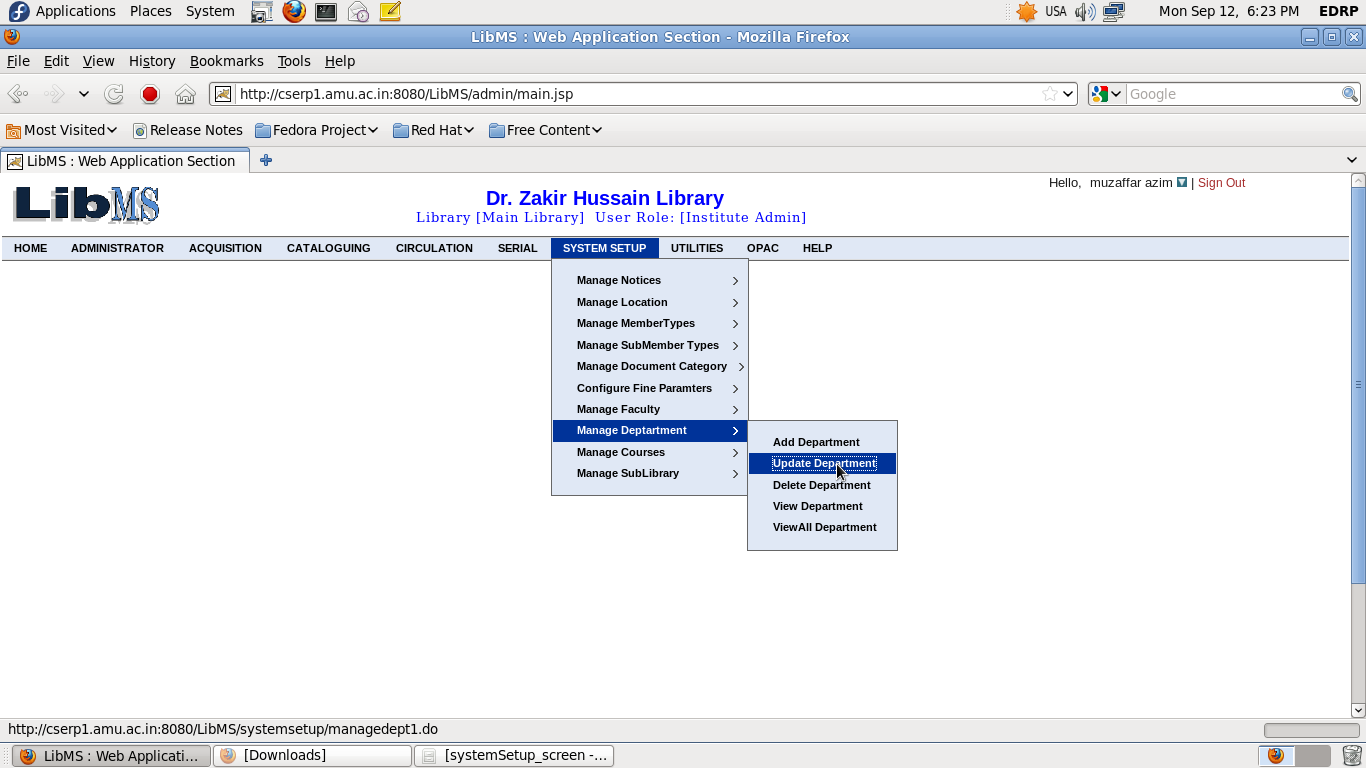 Applications Places System USA Mon Sep 12, 6:23 PM EDRP
LibMS : Web Application Section - Mozilla Firefox
File Edit View History Bookmarks Tools Help
http://cserp1.amu.ac.in:8080/LibMS/admin/main.jsp Google
Most Visited Release Notes Fedora Project Red Hat Free Content
LibMS : Web Application Section
Hello, muzaffar azim | Sign Out
LibMS
Dr. Zakir Hussain Library
Library [Main Library] User Role: [Institute Admin]
HOME ADMINISTRATOR ACQUISITION CATALOGUING CIRCULATION SERIAL SYSTEM SETUP UTILITIES OPAC HELP
Manage Notices
Manage Location
Manage MemberTypes
Manage SubMember Types
Manage Document Category
Configure Fine Paramters
Manage Faculty
Manage Deptartment
Manage Courses
Manage SubLibrary
Add Department
Update Department
Delete Department
View Department
ViewAll Department
http://cserp1.amu.ac.in:8080/LibMS/systemsetup/managedept1.do
LibMS : Web Applicati... [Downloads] [systemSetup_screen -...